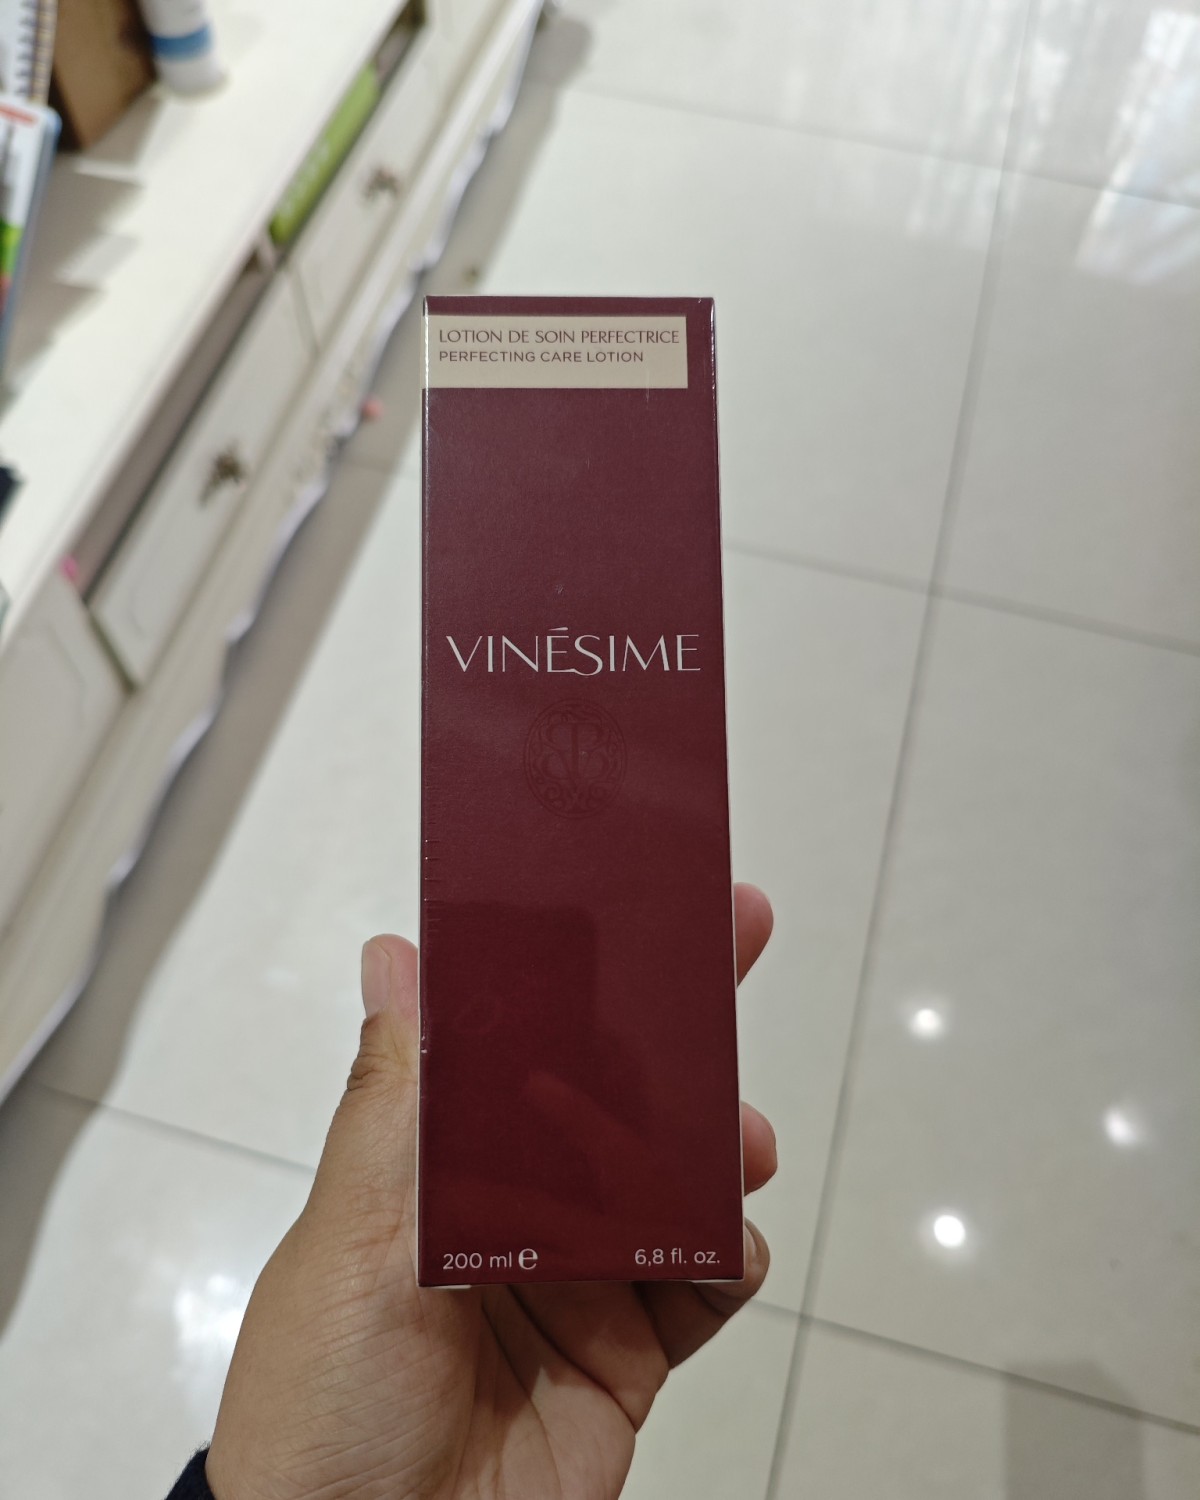 LOTION DE SOIN PERFECTRICE
PERFECTING CARE LOTION
VINÉSIME
200 ml ℮
6,8 fl. oz.